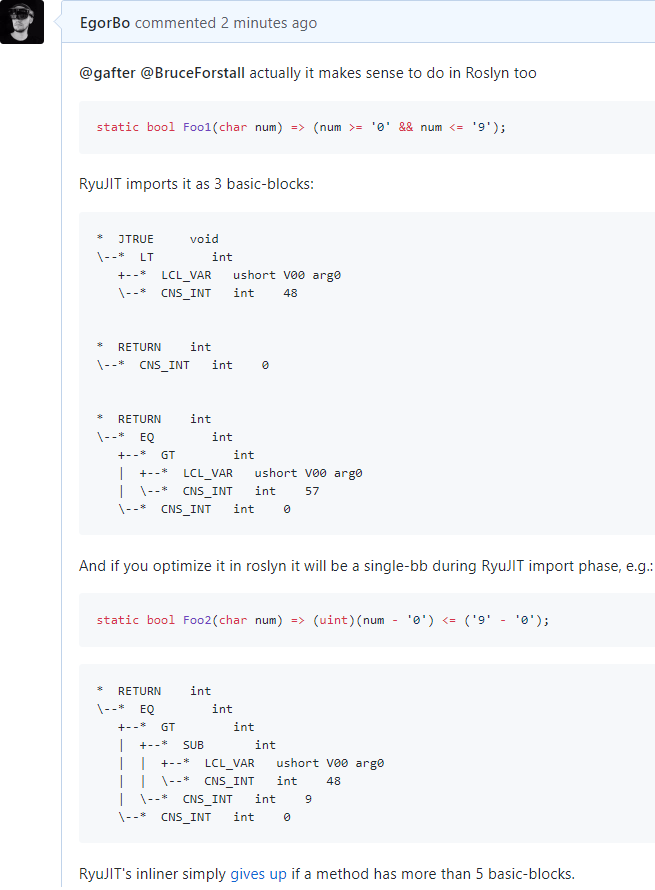 EgorBo commented 2 minutes ago
@gafter @BruceForstall actually it makes sense to do in Roslyn too
static bool Foo1(char num) => (num >= '0' && num <= '9');
RyuJIT imports it as 3 basic-blocks:
*  JTRUE     void
\--*  LT        int
   +--*  LCL_VAR   ushort V00 arg0
   \--*  CNS_INT   int    48
*  RETURN    int
\--*  CNS_INT   int    0
*  RETURN    int
\--*  EQ        int
   +--*  GT        int
   |  +--*  LCL_VAR   ushort V00 arg0
   |  \--*  CNS_INT   int    57
   \--*  CNS_INT   int    0
And if you optimize it in roslyn it will be a single-bb during RyuJIT import phase, e.g.:
static bool Foo2(char num) => (uint)(num - '0') <= ('9' - '0');
*  RETURN    int
\--*  EQ        int
   +--*  GT        int
   |  +--*  SUB       int
   |  |  +--*  LCL_VAR   ushort V00 arg0
   |  |  \--*  CNS_INT   int    48
   |  \--*  CNS_INT   int    9
   \--*  CNS_INT   int    0
RyuJIT's inliner simply gives up if a method has more than 5 basic-blocks.